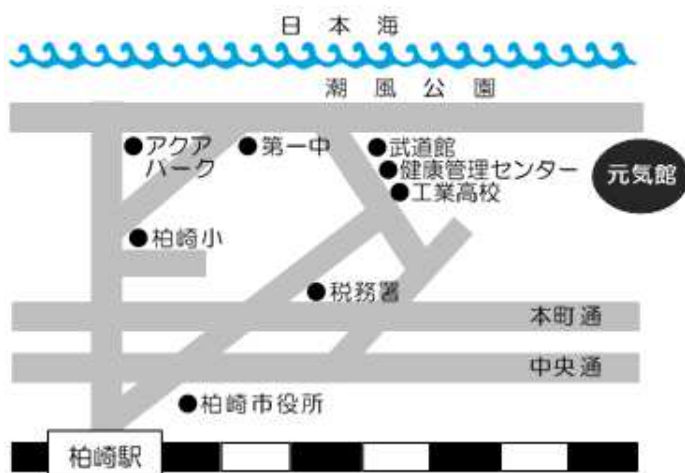 日本海
潮風公園
●アクア
パーク
●第一中
●武道館
●健康管理センター
●工業高校
元気館
●柏崎小
●税務署
本町通
中央通
●柏崎市役所
柏崎駅